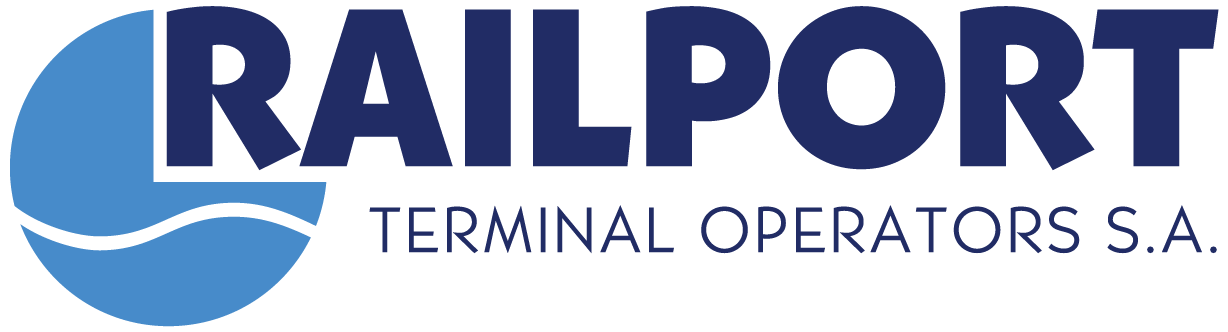 RAILPORT
TERMINAL OPERATORS S.A.